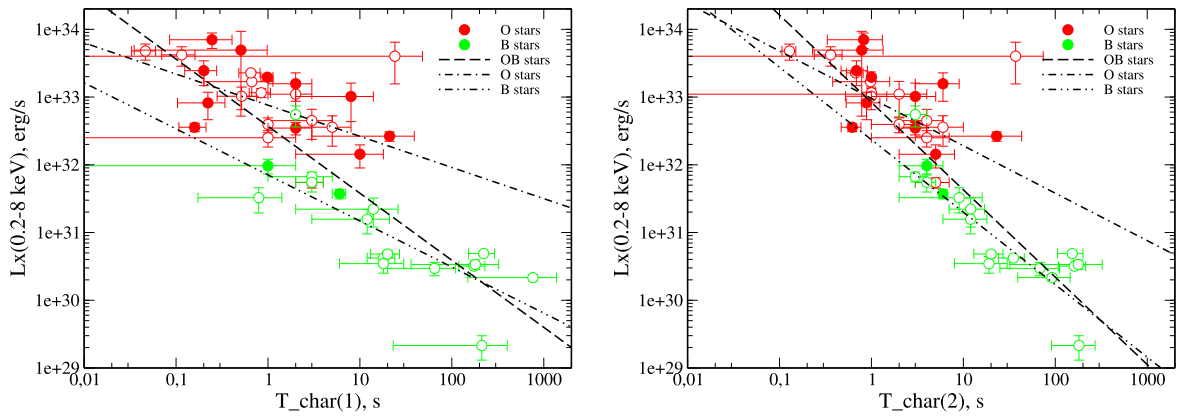 1e+34
1e+33
1e+32
1e+31
1e+30
1e+29
Lx(0.2-8 keV), erg/s
0,01 0,1 1 10 100 1000
T_char(1), s
O stars
B stars
OB stars
O stars
B stars
1e+34
1e+33
1e+32
1e+31
1e+30
1e+29
Lx(0.2-8 keV), erg/s
0,01 0,1 1 10 100 1000
T_char(2), s
O stars
B stars
OB stars
O stars
B stars